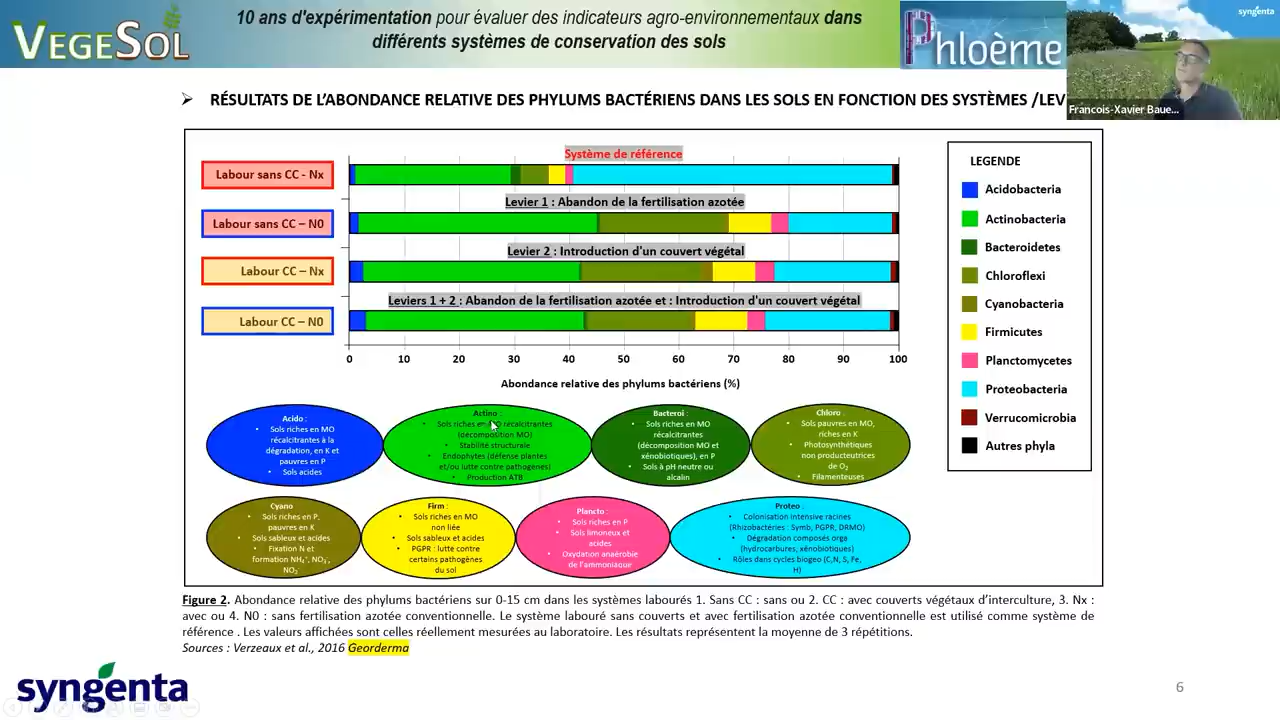 VEGESOL
10 ans d'expérimentation pour évaluer des indicateurs agro-environnementaux dans
différents systèmes de conservation des sols
Phloème
syngenta
Francois-Xavier Baue...
➢ RÉSULTATS DE L'ABONDANCE RELATIVE DES PHYLUMS BACTÉRIENS DANS LES SOLS EN FONCTION DES SYSTÈMES /LEV
Système de référence
Labour sans CC - Nx
Levier 1 : Abandon de la fertilisation azotée
Labour sans CC – N0
Levier 2 : Introduction d'un couvert végétal
Labour CC – Nx
Leviers 1 + 2 : Abandon de la fertilisation azotée et : Introduction d'un couvert végétal
Labour CC – N0
0 10 20 30 40 50 60 70 80 90 100
Abondance relative des phylums bactériens (%)
LEGENDE
Acidobacteria
Actinobacteria
Bacteroidetes
Chloroflexi
Cyanobacteria
Firmicutes
Planctomycetes
Proteobacteria
Verrucomicrobia
Autres phyla
Acido :
• Sols riches en MO
récalcitrantes à la
dégradation, en K et
pauvres en P
• Sols acides
Actino :
• Sols riches en MO récalcitrantes
(décomposition MO)
• Stabilité structurale
• Endophytes (défense plantes
et/ou lutte contre pathogènes)
• Production ATB
Bacteroi :
• Sols riches en MO
récalcitrantes
(décomposition MO et
xénobiotiques), en P
• Sols à pH neutre ou
alcalin
Chloro :
• Sols pauvres en MO,
riches en K
• Photosynthétiques
non producteutrices
de O2
• Filamenteuses
Cyano
• Sols riches en P,
pauvres en K
• Sols sableux et acides
• Fixation N et
formation NH4+, NO3-,
NO2-
Firm :
• Sols riches en MO
non liée
• Sols sableux et acides
• PGPR : lutte contre
certains pathogènes
du sol
Plancto :
• Sols riches en P
• Sols limoneux et
acides
• Oxydation anaérobie
de l'ammoniaque
Proteo :
• Colonisation intensive racines
(Rhizobactéries : Symb, PGPR, DRMO)
• Dégradation composés orga
(hydrocarbures, xénobiotiques)
• Rôles dans cycles biogeo (C,N, S, Fe,
H)
Figure 2. Abondance relative des phylums bactériens sur 0-15 cm dans les systèmes labourés 1. Sans CC : sans ou 2. CC : avec couverts végétaux d'interculture, 3. Nx :
avec ou 4. N0 : sans fertilisation azotée conventionnelle. Le système labouré sans couverts et avec fertilisation azotée conventionnelle est utilisé comme système de
référence . Les valeurs affichées sont celles réellement mesurées au laboratoire. Les résultats représentent la moyenne de 3 répétitions.
Sources : Verzeaux et al., 2016 Georderma
syngenta
6